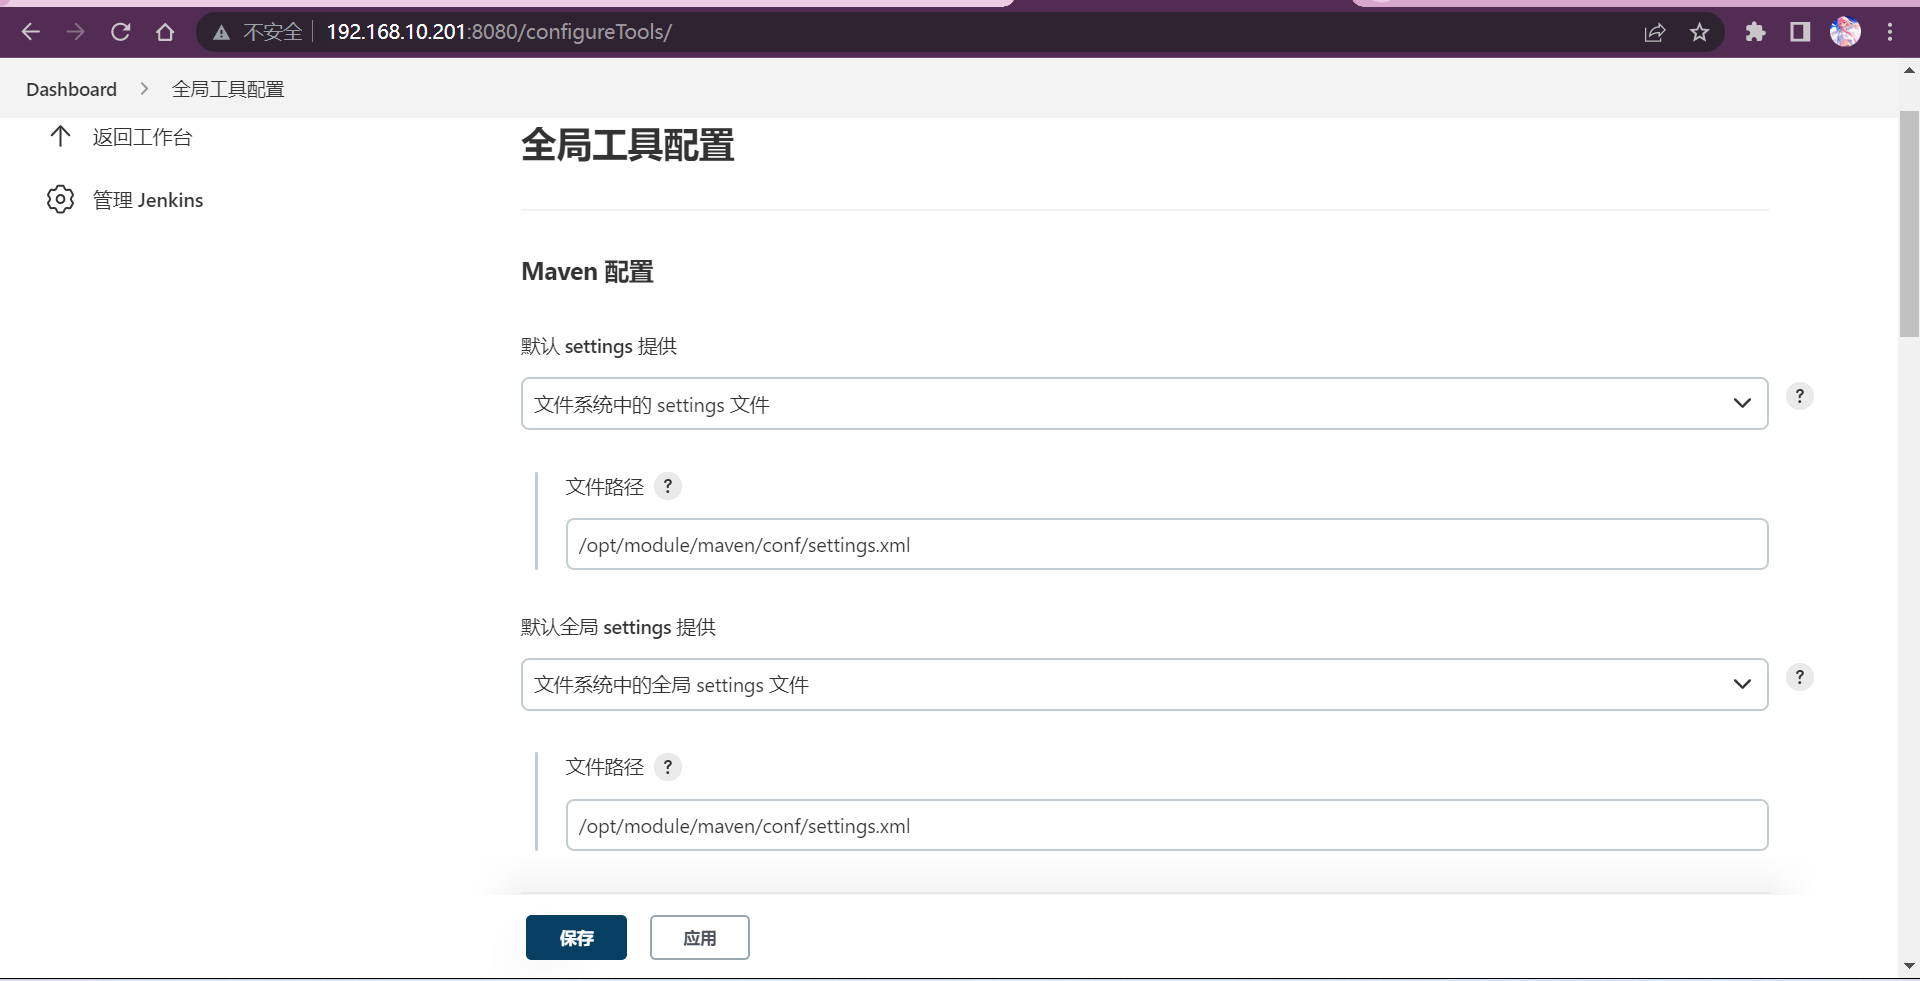 不安全
192.168.10.201:8080/configureTools/
Dashboard
全局工具配置
返回工作台
管理 Jenkins
全局工具配置
Maven 配置
默认 settings 提供
文件系统中的 settings 文件
?
文件路径 ?
/opt/module/maven/conf/settings.xml
默认全局 settings 提供
文件系统中的全局 settings 文件
?
文件路径 ?
/opt/module/maven/conf/settings.xml
保存
应用